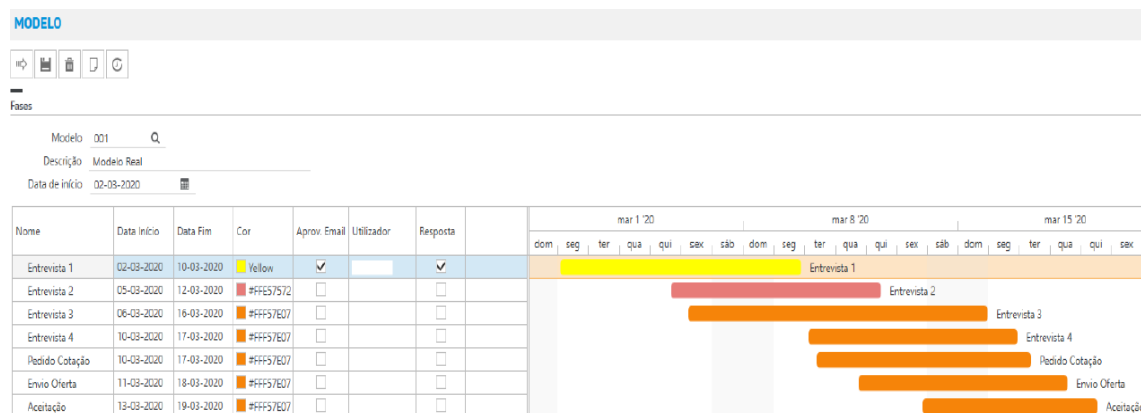 MODELO
Fases
Modelo 001
Descrição Modelo Real
Data de início 02-03-2020
Nome Data Início Data Fim Cor Aprov. Email Utilizador Resposta
mar 1 '20 mar 8 '20 mar 15 '20
dom seg ter qua qui sex sáb dom seg ter qua qui sex sáb dom seg ter qua qui sex
Entrevista 1 02-03-2020 10-03-2020 Yellow Entrevista 1
Entrevista 2 05-03-2020 12-03-2020 #FFE57572 Entrevista 2
Entrevista 3 06-03-2020 16-03-2020 #FFF57E07 Entrevista 3
Entrevista 4 10-03-2020 17-03-2020 #FFF57E07 Entrevista 4
Pedido Cotação 10-03-2020 17-03-2020 #FFF57E07 Pedido Cotação
Envio Oferta 11-03-2020 18-03-2020 #FFF57E07 Envio Oferta
Aceitação 13-03-2020 19-03-2020 #FFF57E07 Aceitação